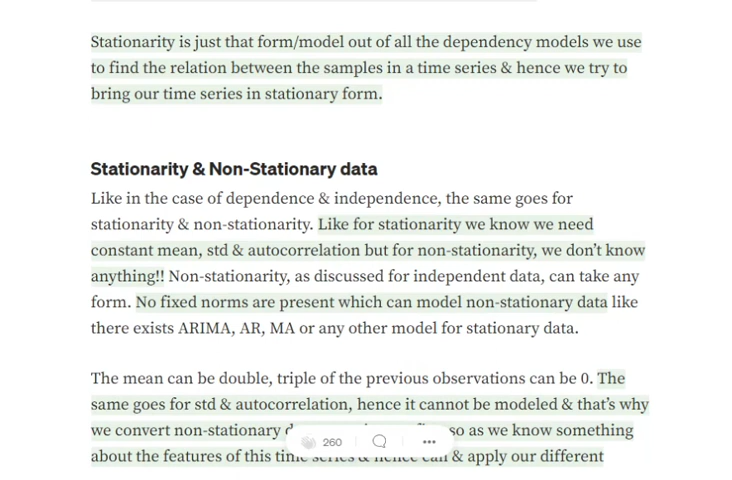 Stationarity is just that form/model out of all the dependency models we use
to find the relation between the samples in a time series & hence we try to
bring our time series in stationary form.
Stationarity & Non-Stationary data
Like in the case of dependence & independence, the same goes for
stationarity & non-stationarity. Like for stationarity we know we need
constant mean, std & autocorrelation but for non-stationarity, we don’t know
anything!! Non-stationarity, as discussed for independent data, can take any
form. No fixed norms are present which can model non-stationary data like
there exists ARIMA, AR, MA or any other model for stationary data.
The mean can be double, triple of the previous observations can be 0. The
same goes for std & autocorrelation, hence it cannot be modeled & that’s why
we convert non-stationary so as we know something
about the features of this time series & hence can & apply our different
260